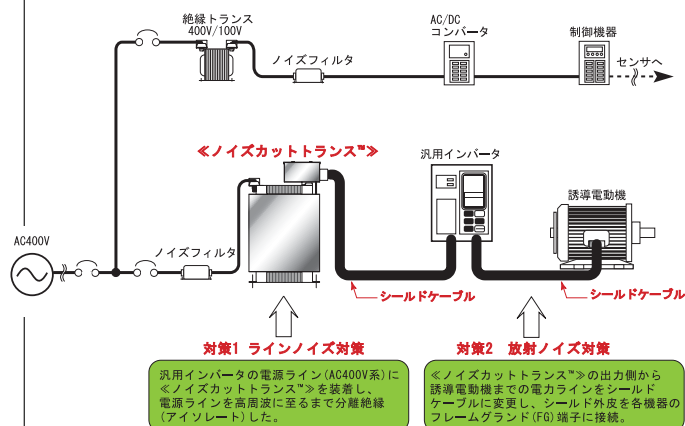 絶縁トランス
400V/100V
ノイズフィルタ
AC/DC
コンバータ
制御機器
センサへ
≪ノイズカットトランス™≫
汎用インバータ
誘導電動機
AC400V
ノイズフィルタ
シールドケーブル
シールドケーブル
対策1 ラインノイズ対策
汎用インバータの電源ライン(AC400V系)に
≪ノイズカットトランス™≫を装着し、
電源ラインを高周波に至るまで分離絶縁
(アイソレート)した。
対策2 放射ノイズ対策
≪ノイズカットトランス™≫の出力側から
誘導電動機までの電力ラインをシールド
ケーブルに変更し、シールド外皮を各機器の
フレームグランド(FG)端子に接続。